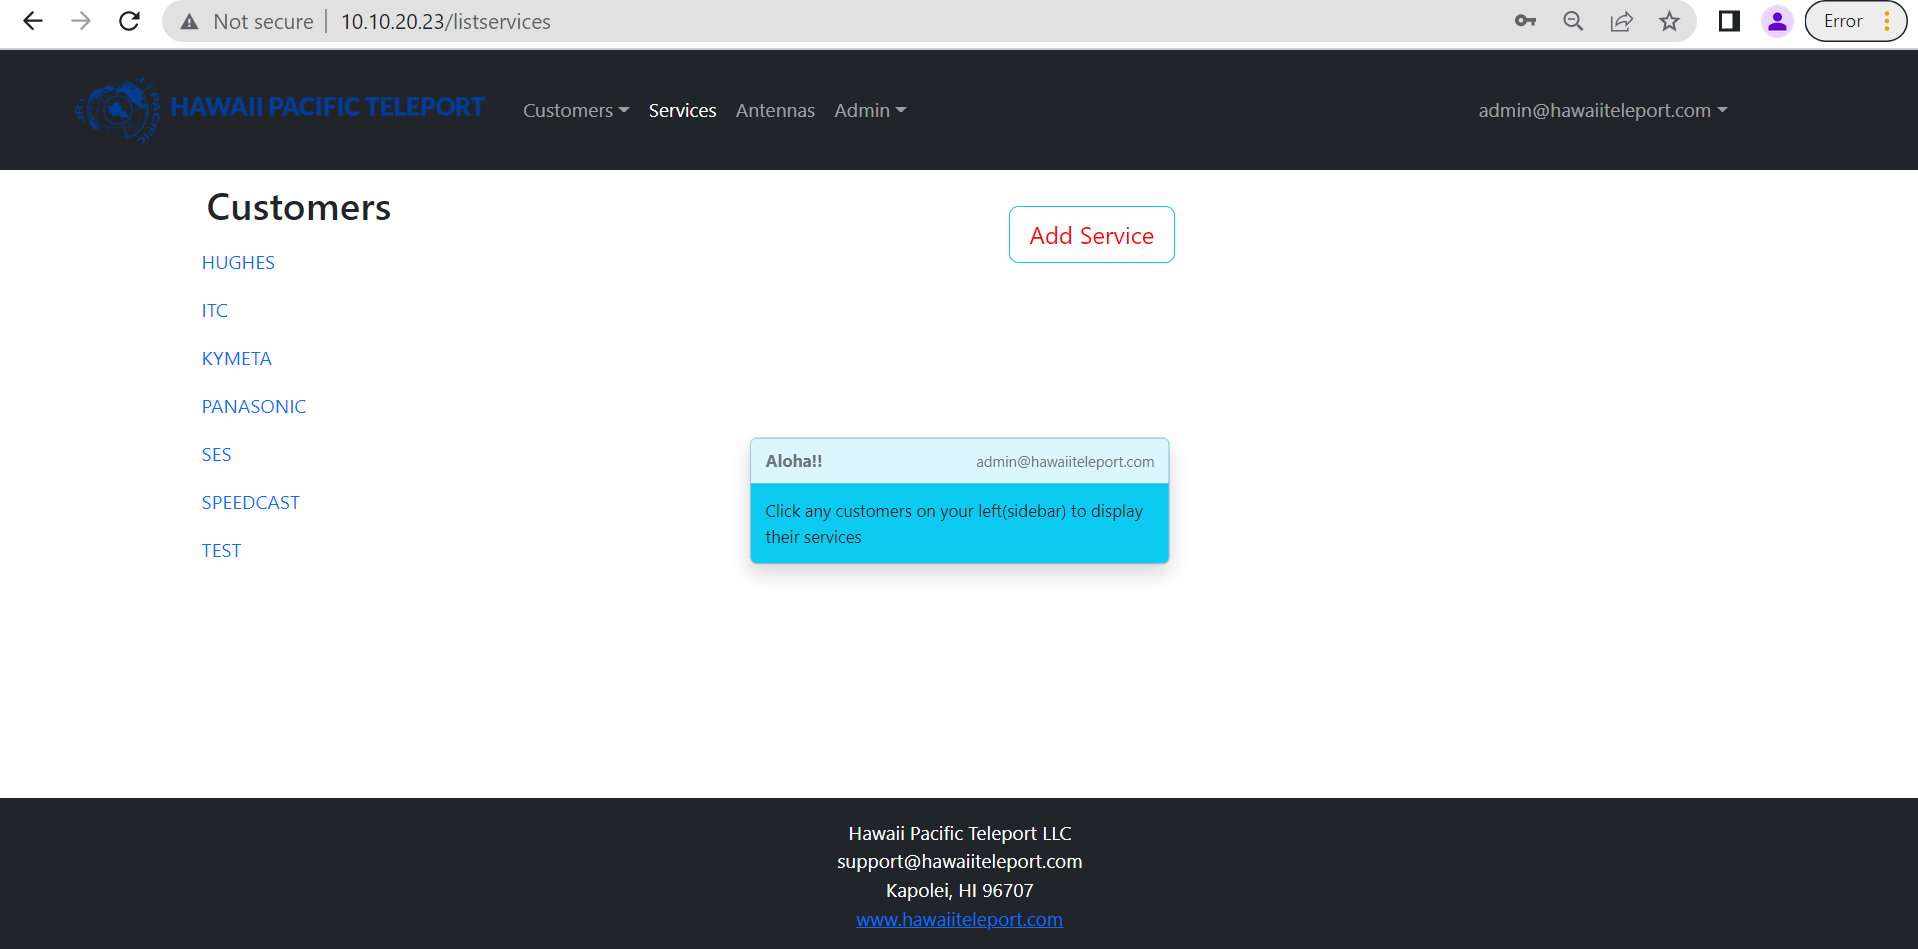 Not secure | 10.10.20.23/listservices
Error
HAWAII PACIFIC TELEPORT
Customers Services Antennas Admin
admin@hawaiiteleport.com
Customers
Add Service
HUGHES
ITC
KYMETA
PANASONIC
SES
SPEEDCAST
TEST
Aloha!! admin@hawaiiteleport.com
Click any customers on your left(sidebar) to display
their services
Hawaii Pacific Teleport LLC
support@hawaiiteleport.com
Kapolei, HI 96707
www.hawaiiteleport.com